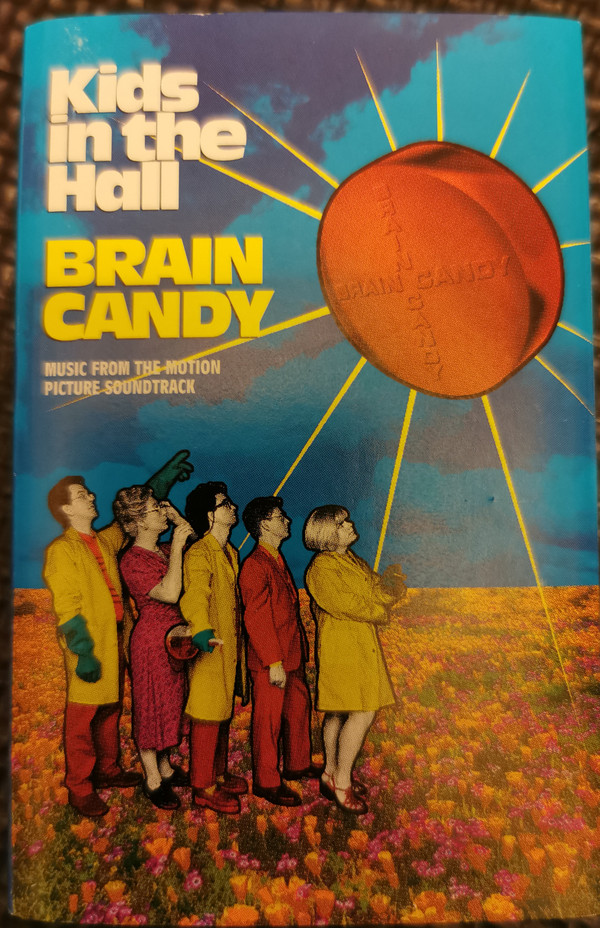 Kids
in the
Hall
BRAIN
CANDY
MUSIC FROM THE MOTION
PICTURE SOUNDTRACK
BRAIN CANDY
BRAIN CANDY